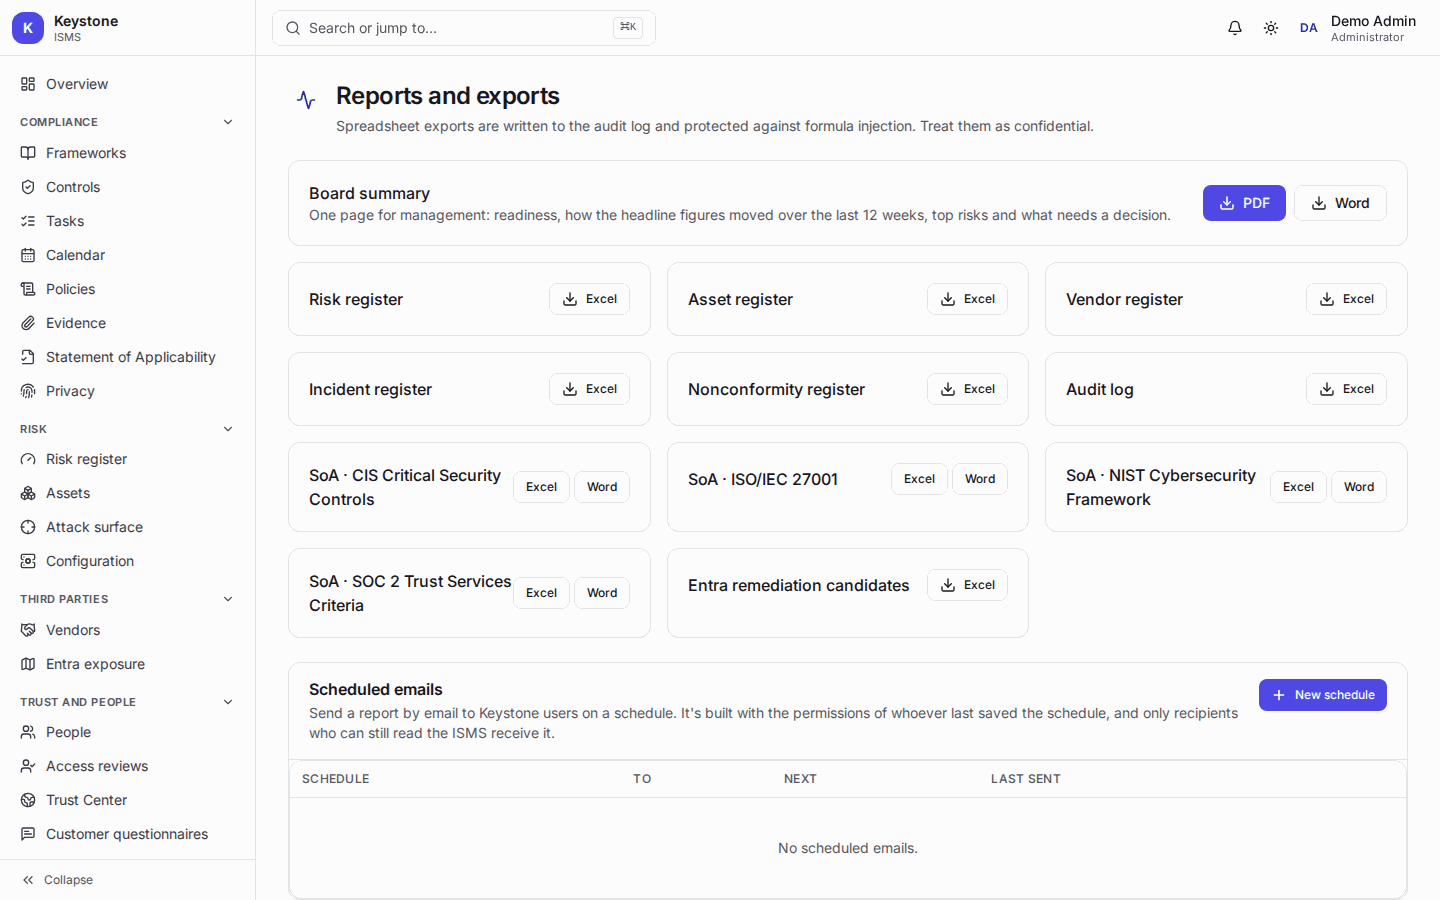 K
Keystone
ISMS
Search or jump to...
⌘K
DA
Demo Admin
Administrator
Overview
COMPLIANCE
Frameworks
Controls
Tasks
Calendar
Policies
Evidence
Statement of Applicability
Privacy
RISK
Risk register
Assets
Attack surface
Configuration
THIRD PARTIES
Vendors
Entra exposure
TRUST AND PEOPLE
People
Access reviews
Trust Center
Customer questionnaires
Collapse
Reports and exports
Spreadsheet exports are written to the audit log and protected against formula injection. Treat them as confidential.
Board summary
One page for management: readiness, how the headline figures moved over the last 12 weeks, top risks and what needs a decision.
PDF
Word
Risk register
Excel
Asset register
Excel
Vendor register
Excel
Incident register
Excel
Nonconformity register
Excel
Audit log
Excel
SoA · CIS Critical Security
Controls
Excel
Word
SoA · ISO/IEC 27001
Excel
Word
SoA · NIST Cybersecurity
Framework
Excel
Word
SoA · SOC 2 Trust Services
Criteria
Excel
Word
Entra remediation candidates
Excel
Scheduled emails
Send a report by email to Keystone users on a schedule. It's built with the permissions of whoever last saved the schedule, and only recipients
who can still read the ISMS receive it.
New schedule
SCHEDULE
TO
NEXT
LAST SENT
No scheduled emails.